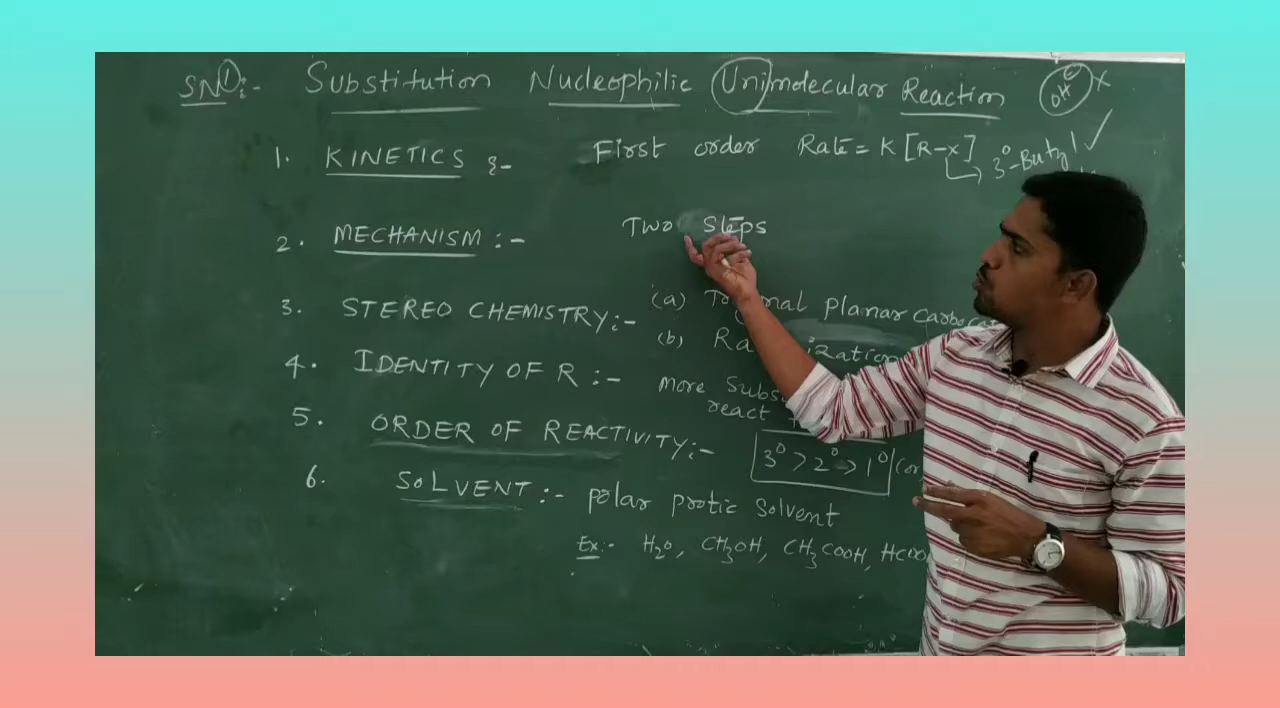 SN1:- Substitution Nucleophilic Unimolecular Reaction OH⊖ x
1. KINETICS :- First order Rate = K [R-X] ✓
3°-Butyl
2. MECHANISM :- Two Steps
3. STEREO CHEMISTRY :- (a) planar
(b)
4. IDENTITY OF R :- more
react
5. ORDER OF REACTIVITY :- 3° > 2° > 1° (or
6. SOLVENT :- polar protic solvent
Ex:- H2O, CH3OH, CH3COOH,